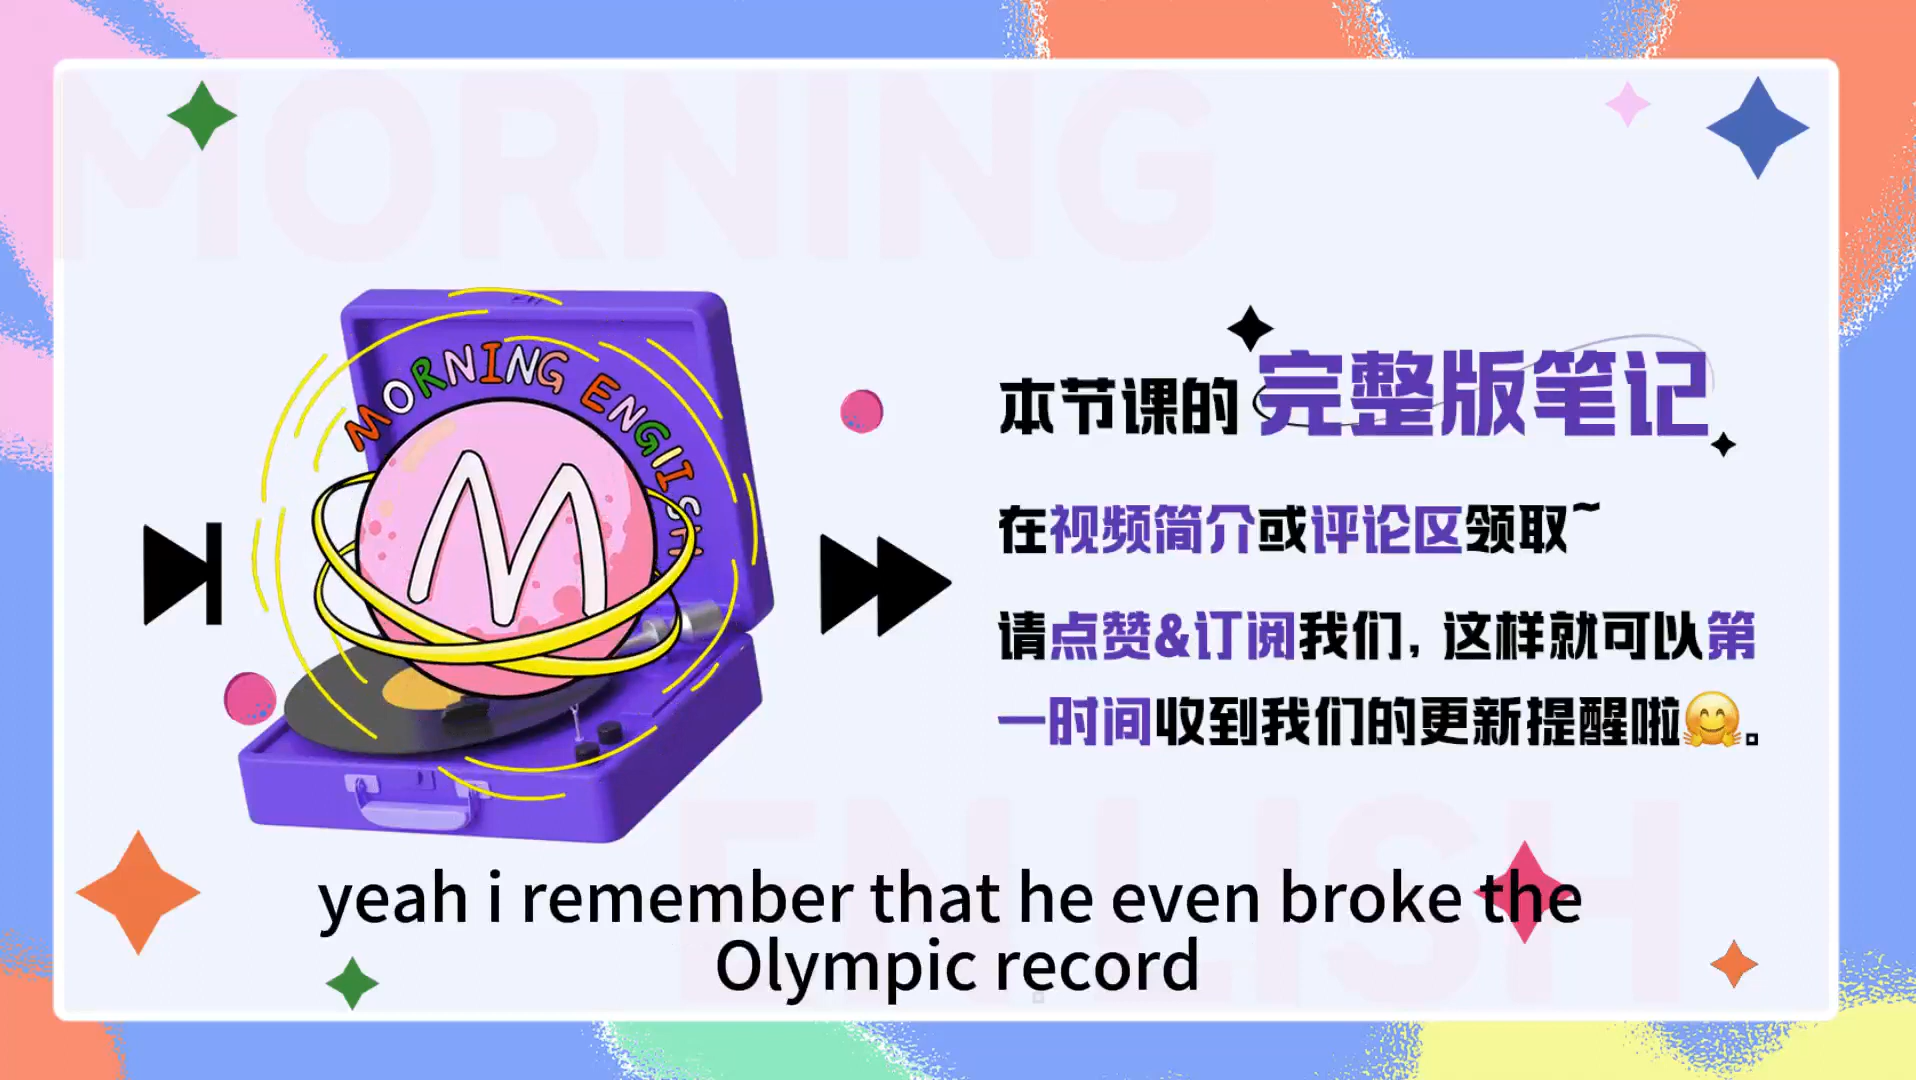 MORNING
MORNING ENGlISH
M
本节课的 完整版笔记
在视频简介或评论区领取~
请点赞&订阅我们, 这样就可以第
一时间收到我们的更新提醒啦🤗。
yeah i remember that he even broke the
Olympic record